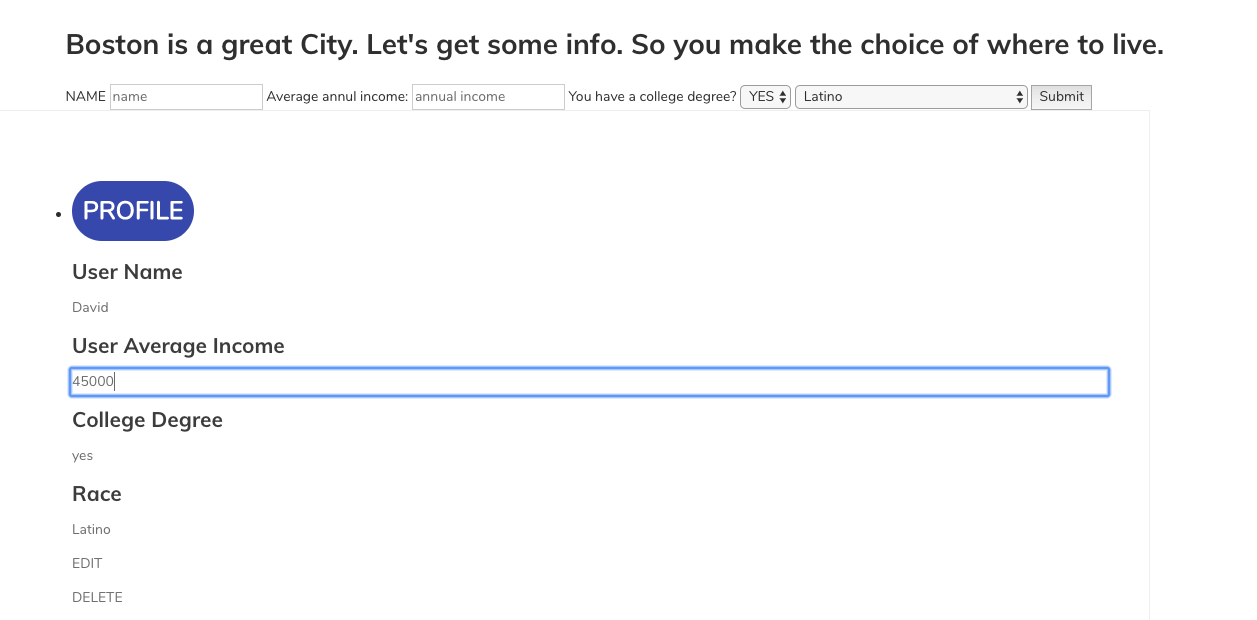 Boston is a great City. Let's get some info. So you make the choice of where to live.
NAME name Average annul income: annual income You have a college degree? YES Latino Submit
PROFILE
User Name
David
User Average Income
45000
College Degree
yes
Race
Latino
EDIT
DELETE